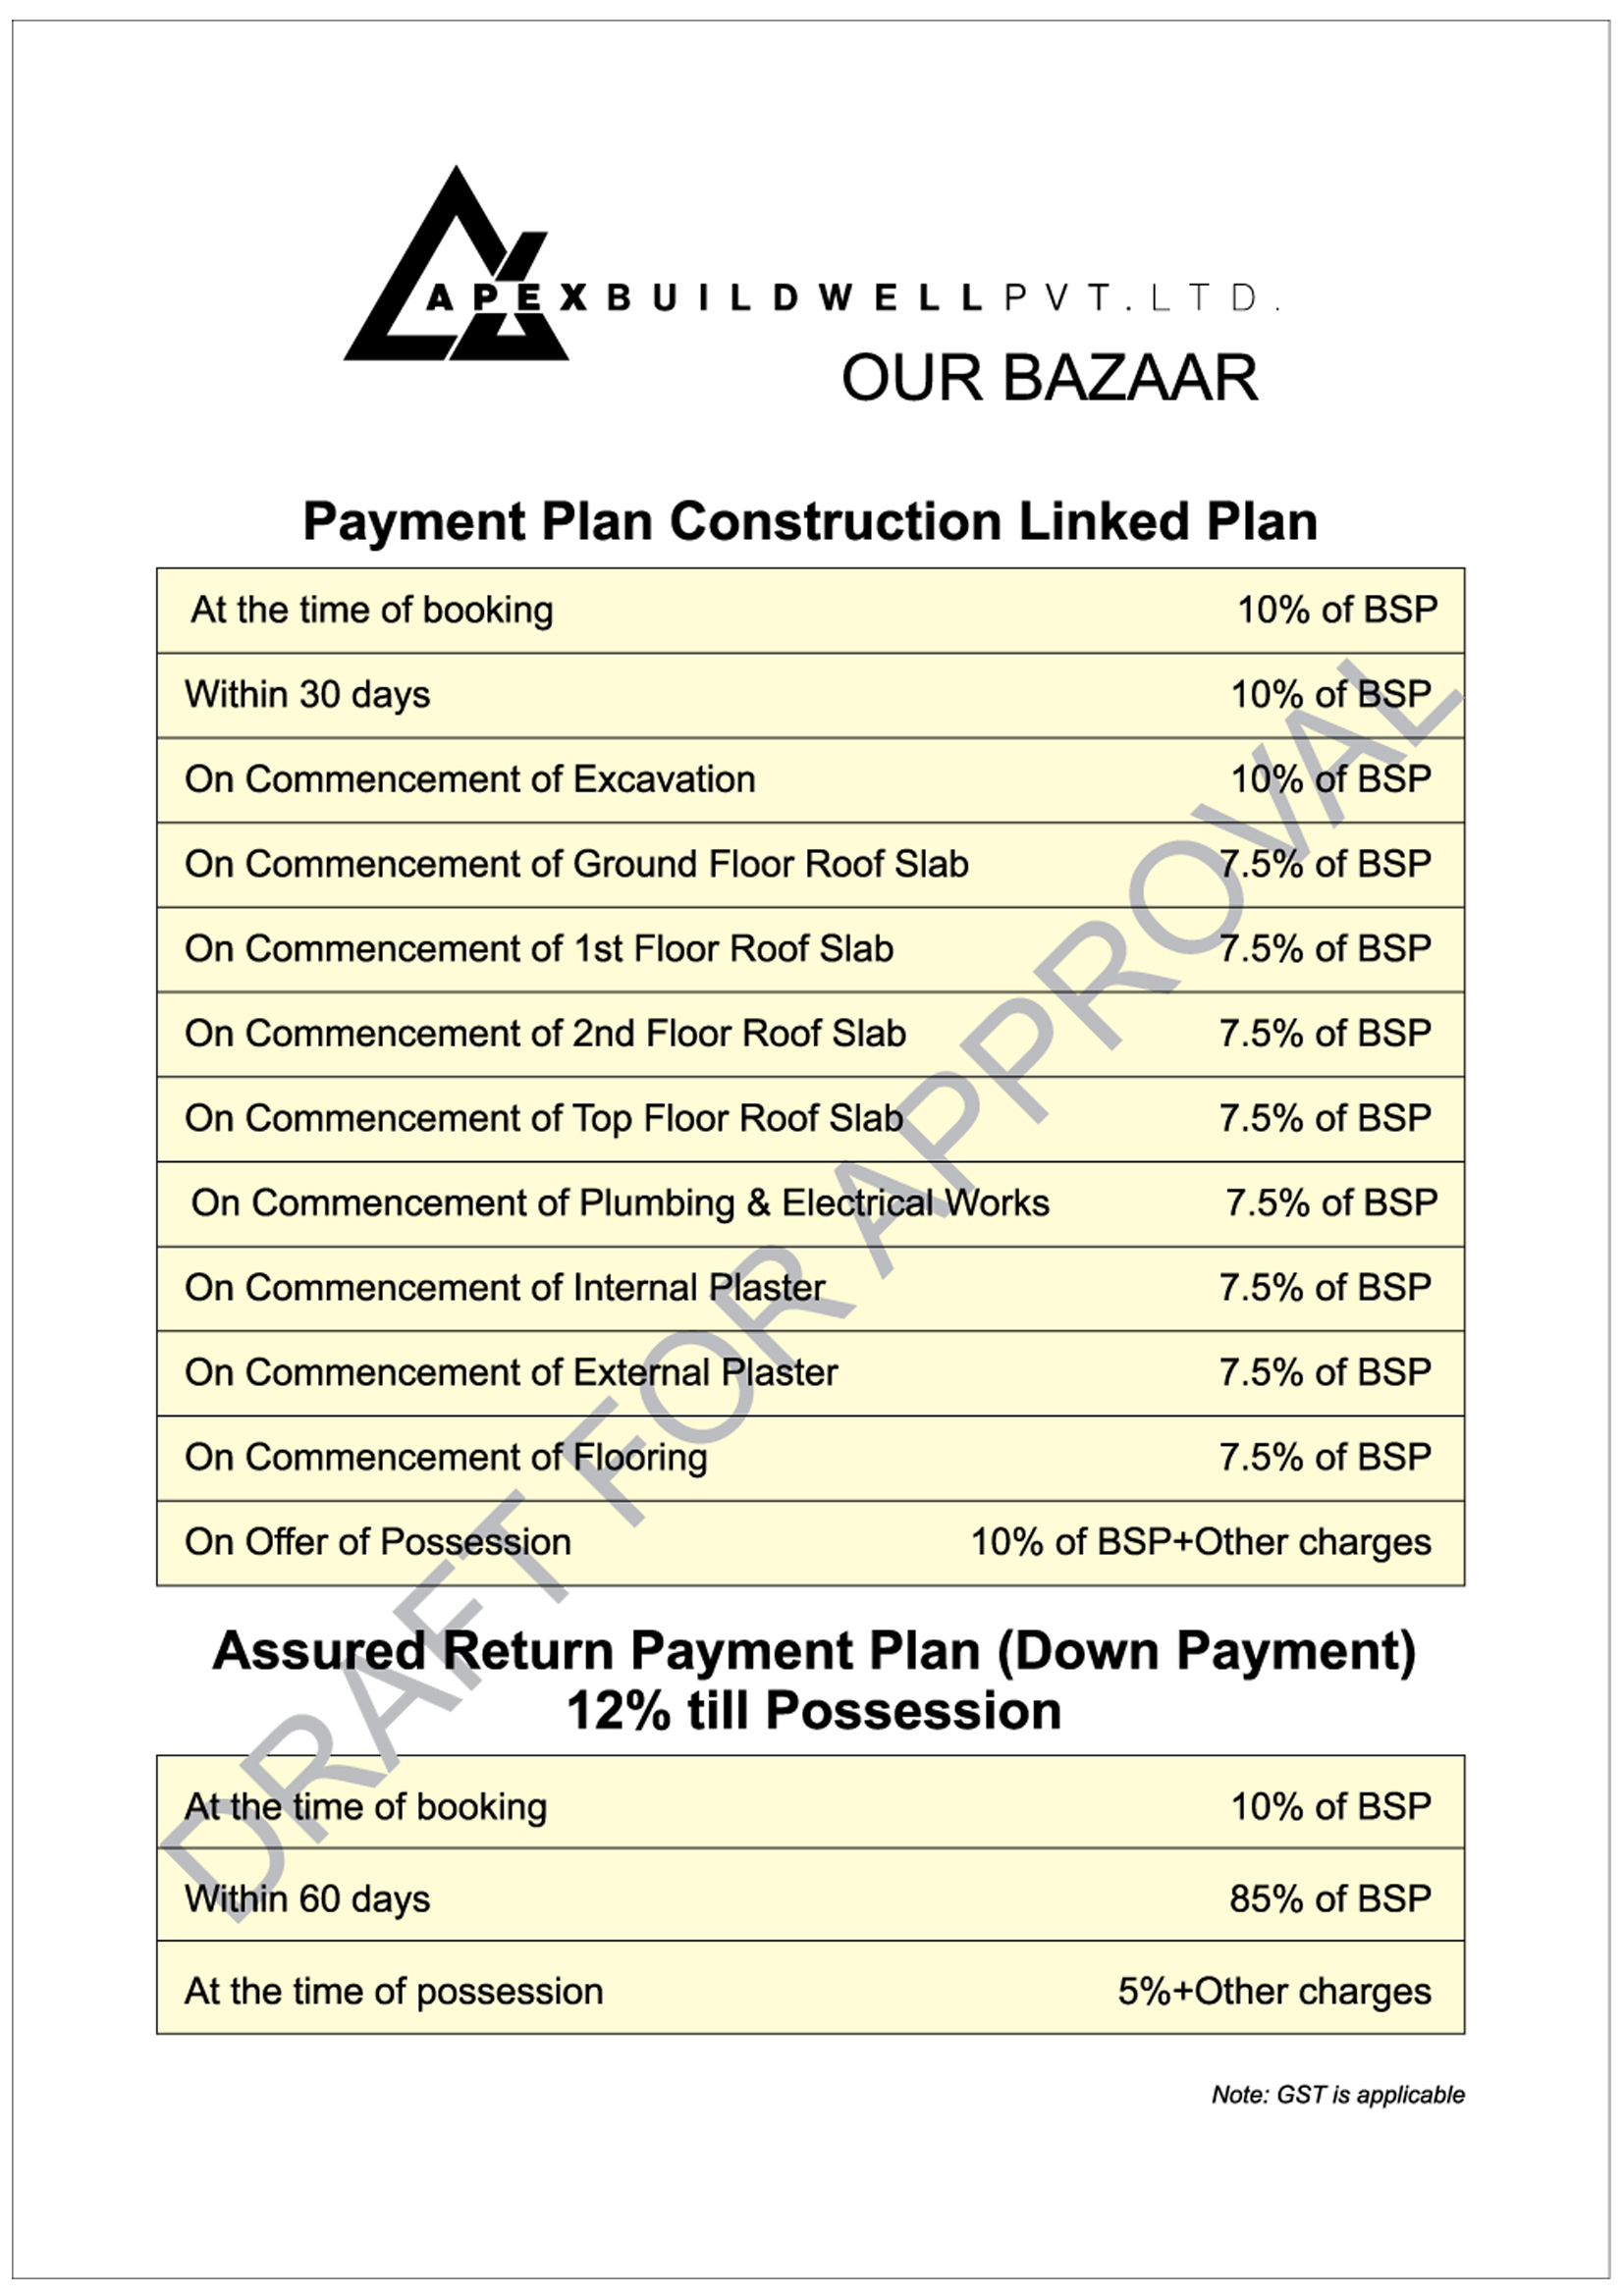 APEXBUILDWELLPVT.LTD.
OUR BAZAAR
Payment Plan Construction Linked Plan
At the time of booking 10% of BSP
Within 30 days 10% of BSP
On Commencement of Excavation 10% of BSP
On Commencement of Ground Floor Roof Slab 7.5% of BSP
On Commencement of 1st Floor Roof Slab 7.5% of BSP
On Commencement of 2nd Floor Roof Slab 7.5% of BSP
On Commencement of Top Floor Roof Slab 7.5% of BSP
On Commencement of Plumbing & Electrical Works 7.5% of BSP
On Commencement of Internal Plaster 7.5% of BSP
On Commencement of External Plaster 7.5% of BSP
On Commencement of Flooring 7.5% of BSP
On Offer of Possession 10% of BSP+Other charges
Assured Return Payment Plan (Down Payment)
12% till Possession
At the time of booking 10% of BSP
Within 60 days 85% of BSP
At the time of possession 5%+Other charges
Note: GST is applicable
DRAFT FOR APPROVAL